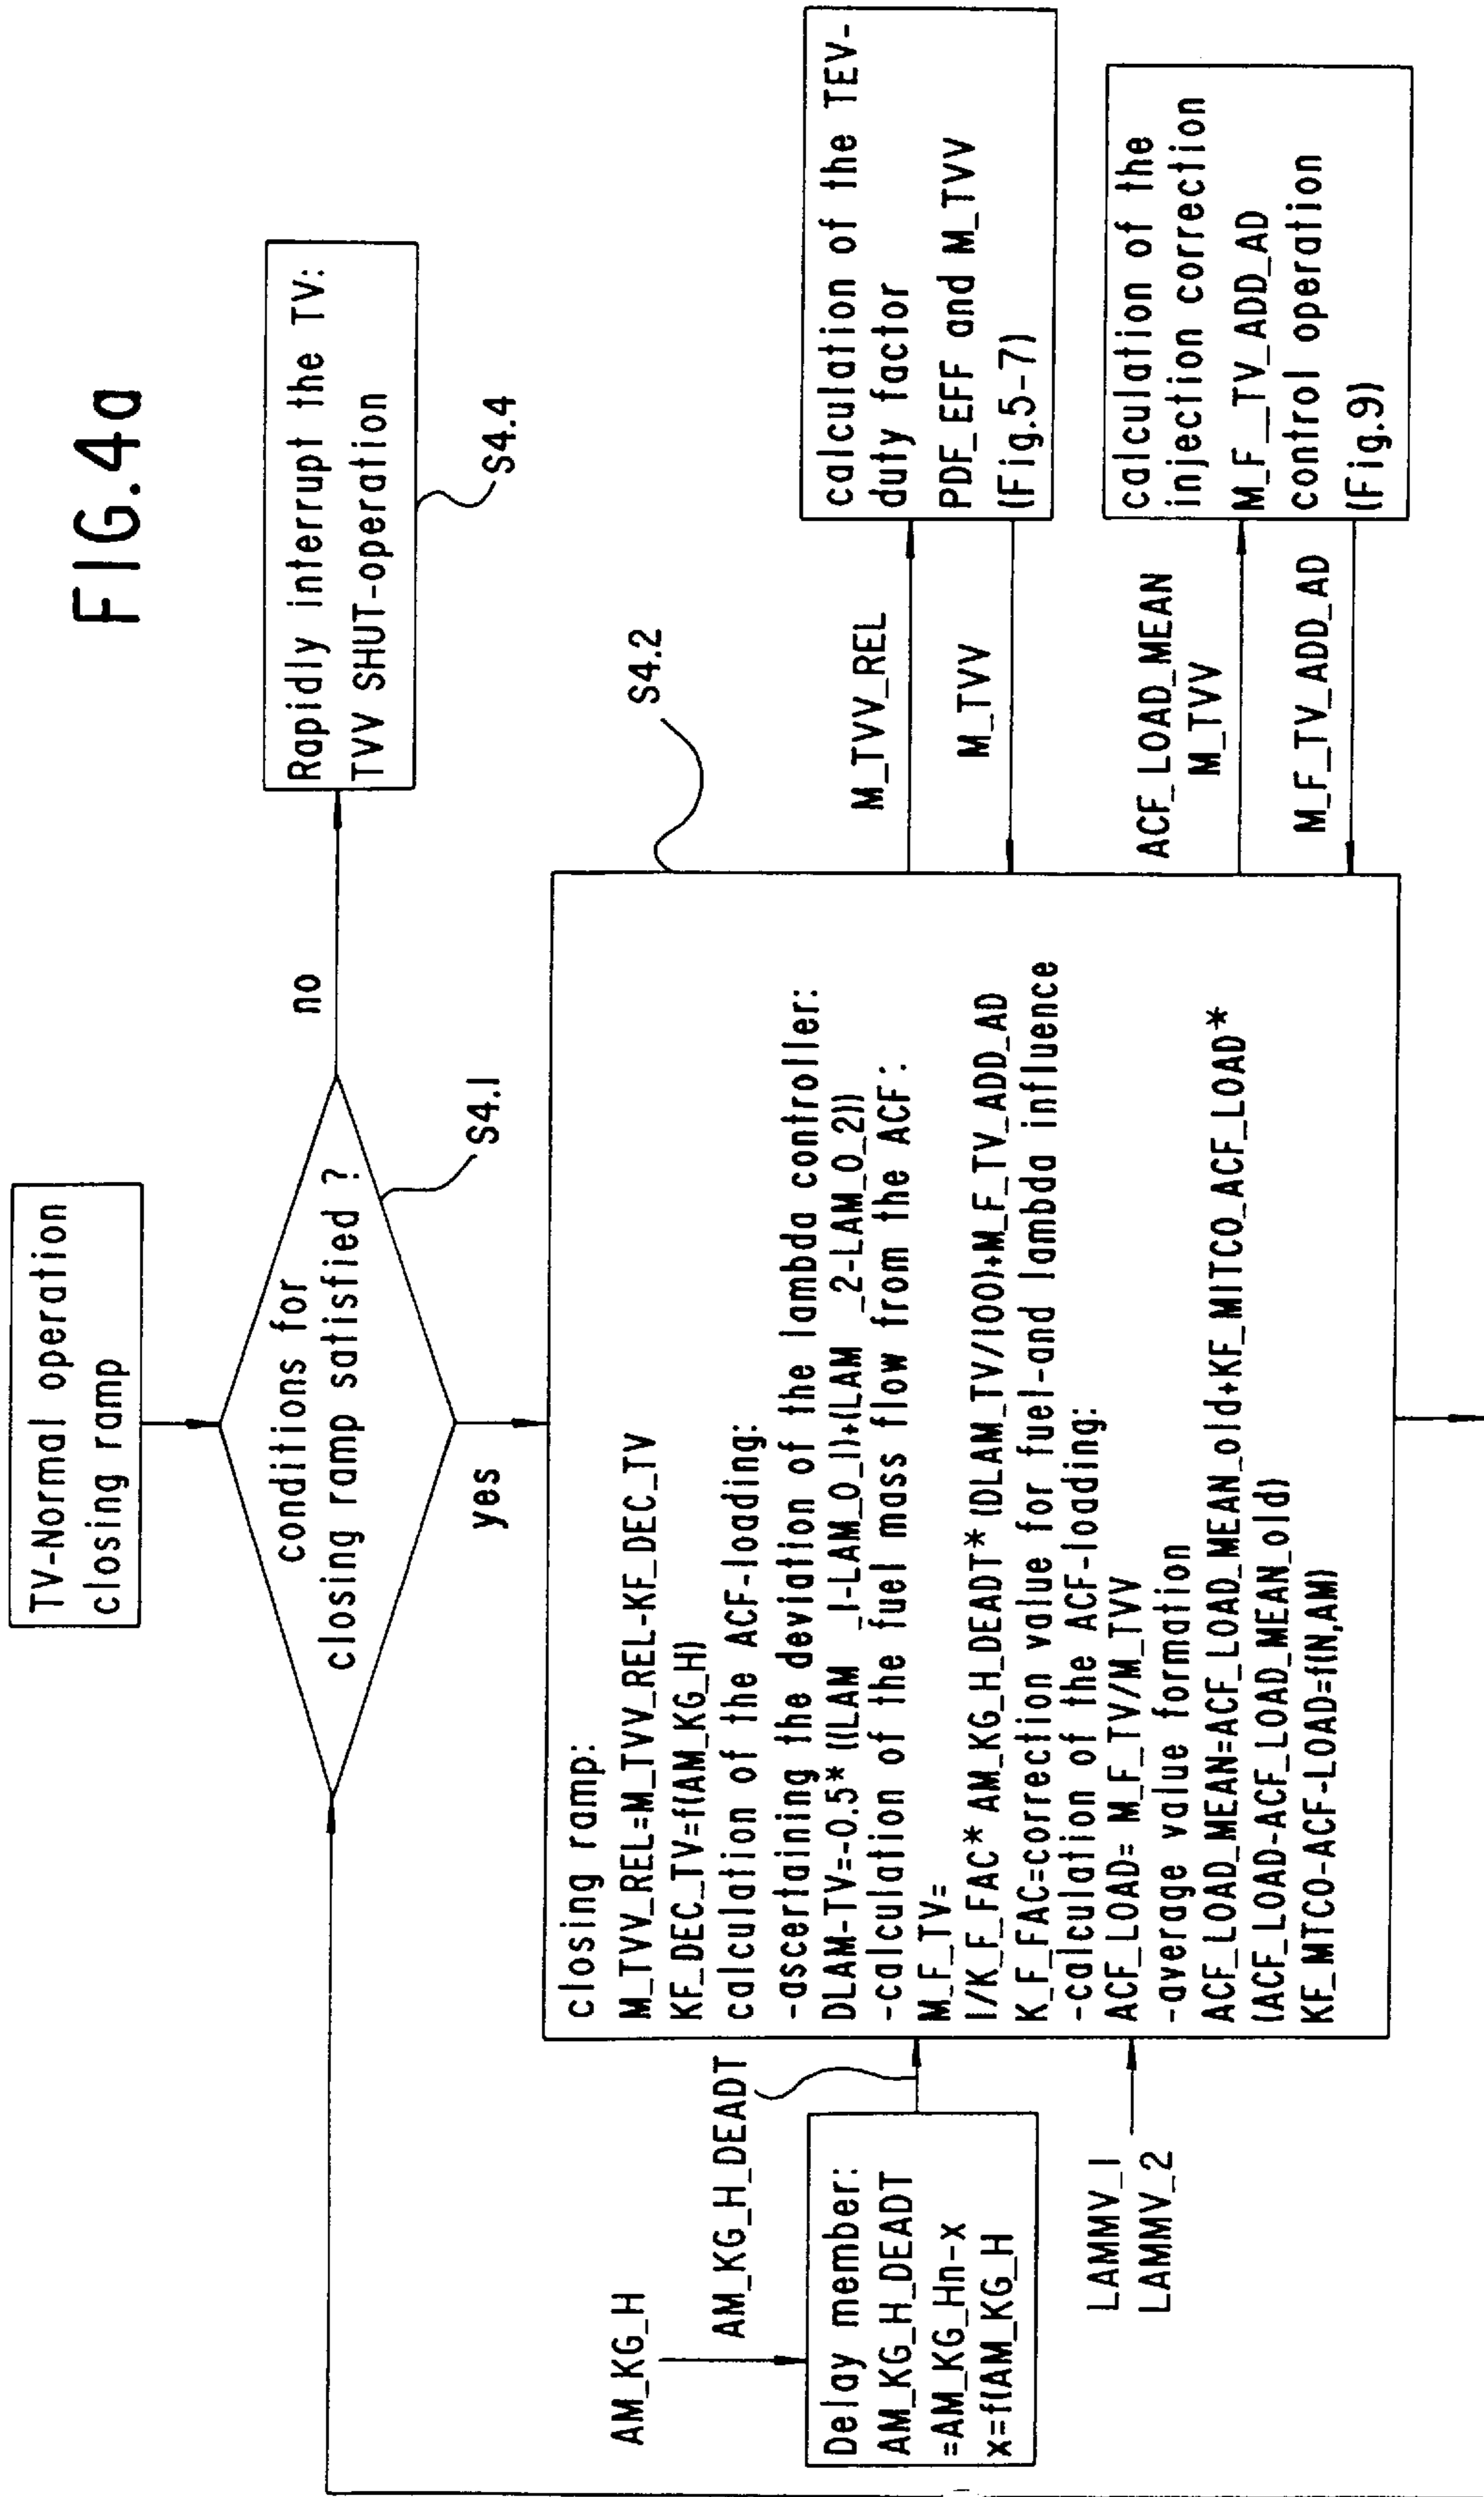 FIG.4a
TV-Normal operation
closing ramp
conditions for
closing ramp satisfied ?
S4.1
no
Rapidly interrupt the TV:
TVV SHUT-operation
S4.4
yes
S4.2
closing ramp:
M_TVV_REL=M_TVV_REL-KF_DEC_TV
KF_DEC_TV=f(AM_KG_H)
calculation of the ACF-loading:
-ascertaining the deviation of the lambda controller:
DLAM-TV=-0.5* ((LAM _1-LAM_0_1)+(LAM _2-LAM_0_2))
-calculation of the fuel mass flow from the ACF:
M_F_TV=
1/K_F_FAC* AM_KG_H_DEADT* (DLAM_TV/100)+M_F_TV_ADD_AD
K_F_FAC=correction value for fuel-and lambda influence
-calculation of the ACF-loading:
ACF_LOAD= M_F_TV/M_TVV
-average value formation
ACF_LOAD_MEAN=ACF_LOAD_MEAN_old+KF_MITCO_ACF_LOAD*
(ACF_LOAD-ACF_LOAD_MEAN_old)
KF_MTCO-ACF-LOAD=f(N,AM)
AM_KG_H
AM_KG_H_DEADT
Delay member:
AM_KG_H_DEADT
=AM_KG_Hn-x
x=f(AM_KG_H
LAMMV_1
LAMMV_2
M_TVV_REL
M_TVV
calculation of the TEV-
duty factor
PDF_EFF and M_TVV
(Fig.5-7)
ACF_LOAD_MEAN
M_TVV
M_F_TV_ADD_AD
calculation of the
injection correction
M_F_TV_ADD_AD
control operation
(Fig.9)